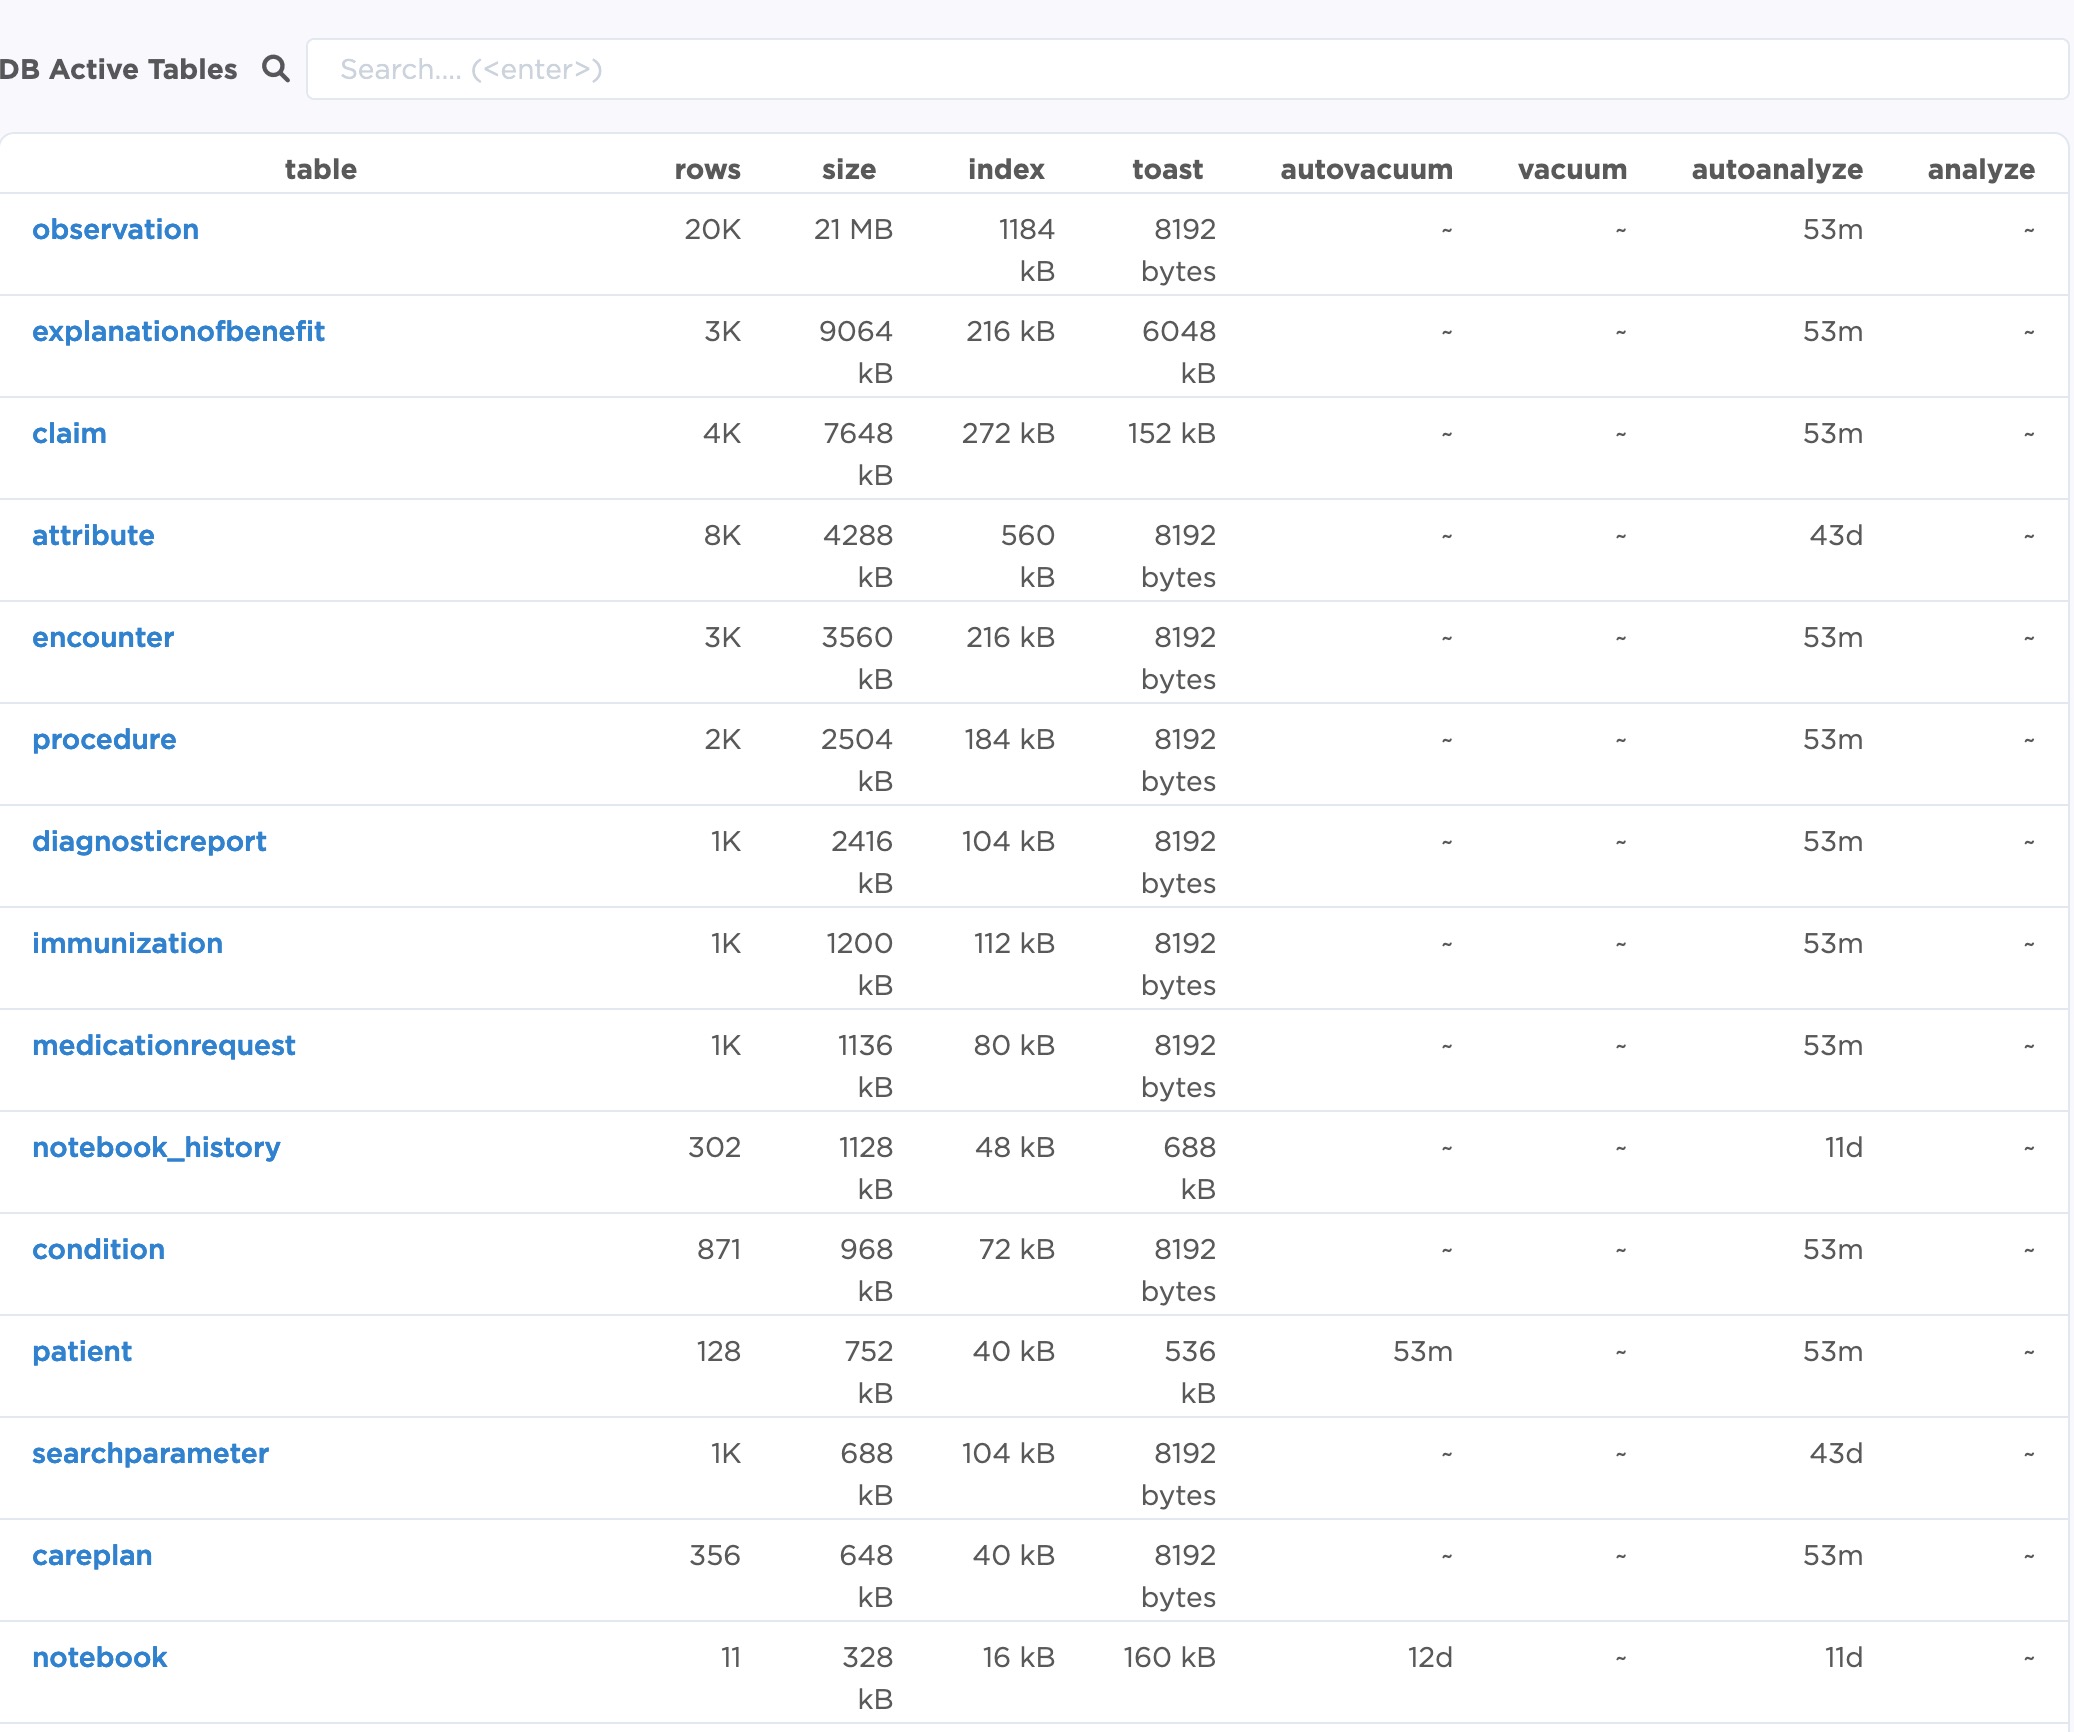 DB Active Tables Search.... (<enter>)
table rows size index toast autovacuum vacuum autoanalyze analyze
observation 20K 21 MB 1184 kB 8192 bytes ~ ~ 53m ~
explanationofbenefit 3K 9064 kB 216 kB 6048 kB ~ ~ 53m ~
claim 4K 7648 kB 272 kB 152 kB ~ ~ 53m ~
attribute 8K 4288 kB 560 kB 8192 bytes ~ ~ 43d ~
encounter 3K 3560 kB 216 kB 8192 bytes ~ ~ 53m ~
procedure 2K 2504 kB 184 kB 8192 bytes ~ ~ 53m ~
diagnosticreport 1K 2416 kB 104 kB 8192 bytes ~ ~ 53m ~
immunization 1K 1200 kB 112 kB 8192 bytes ~ ~ 53m ~
medicationrequest 1K 1136 kB 80 kB 8192 bytes ~ ~ 53m ~
notebook_history 302 1128 kB 48 kB 688 kB ~ ~ 11d ~
condition 871 968 kB 72 kB 8192 bytes ~ ~ 53m ~
patient 128 752 kB 40 kB 536 kB 53m ~ 53m ~
searchparameter 1K 688 kB 104 kB 8192 bytes ~ ~ 43d ~
careplan 356 648 kB 40 kB 8192 bytes ~ ~ 53m ~
notebook 11 328 kB 16 kB 160 kB 12d ~ 11d ~